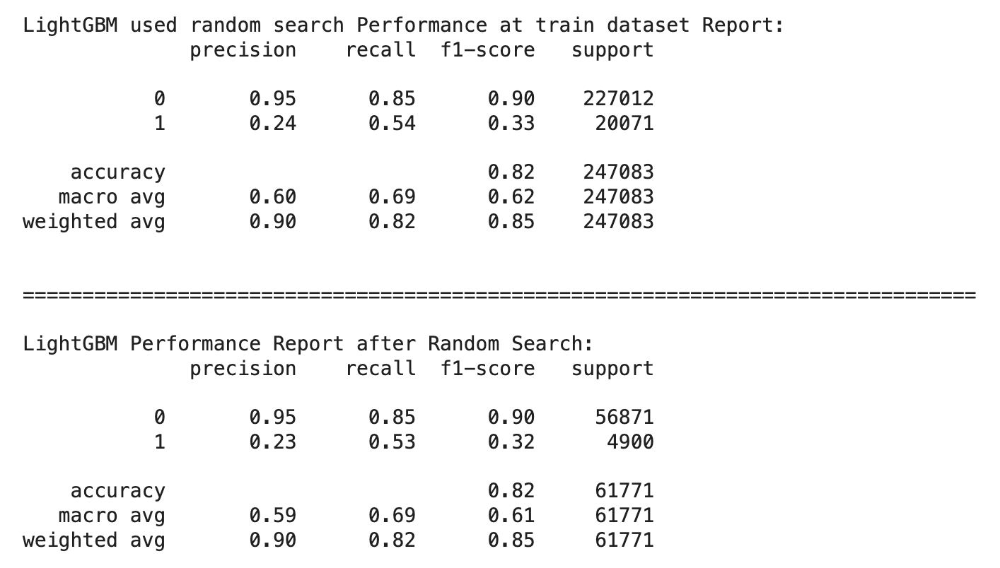 LightGBM used random search Performance at train dataset Report:
              precision    recall  f1-score   support

           0       0.95      0.85      0.90    227012
           1       0.24      0.54      0.33     20071

    accuracy                           0.82    247083
   macro avg       0.60      0.69      0.62    247083
weighted avg       0.90      0.82      0.85    247083

================================================================================

LightGBM Performance Report after Random Search:
              precision    recall  f1-score   support

           0       0.95      0.85      0.90     56871
           1       0.23      0.53      0.32      4900

    accuracy                           0.82     61771
   macro avg       0.59      0.69      0.61     61771
weighted avg       0.90      0.82      0.85     61771